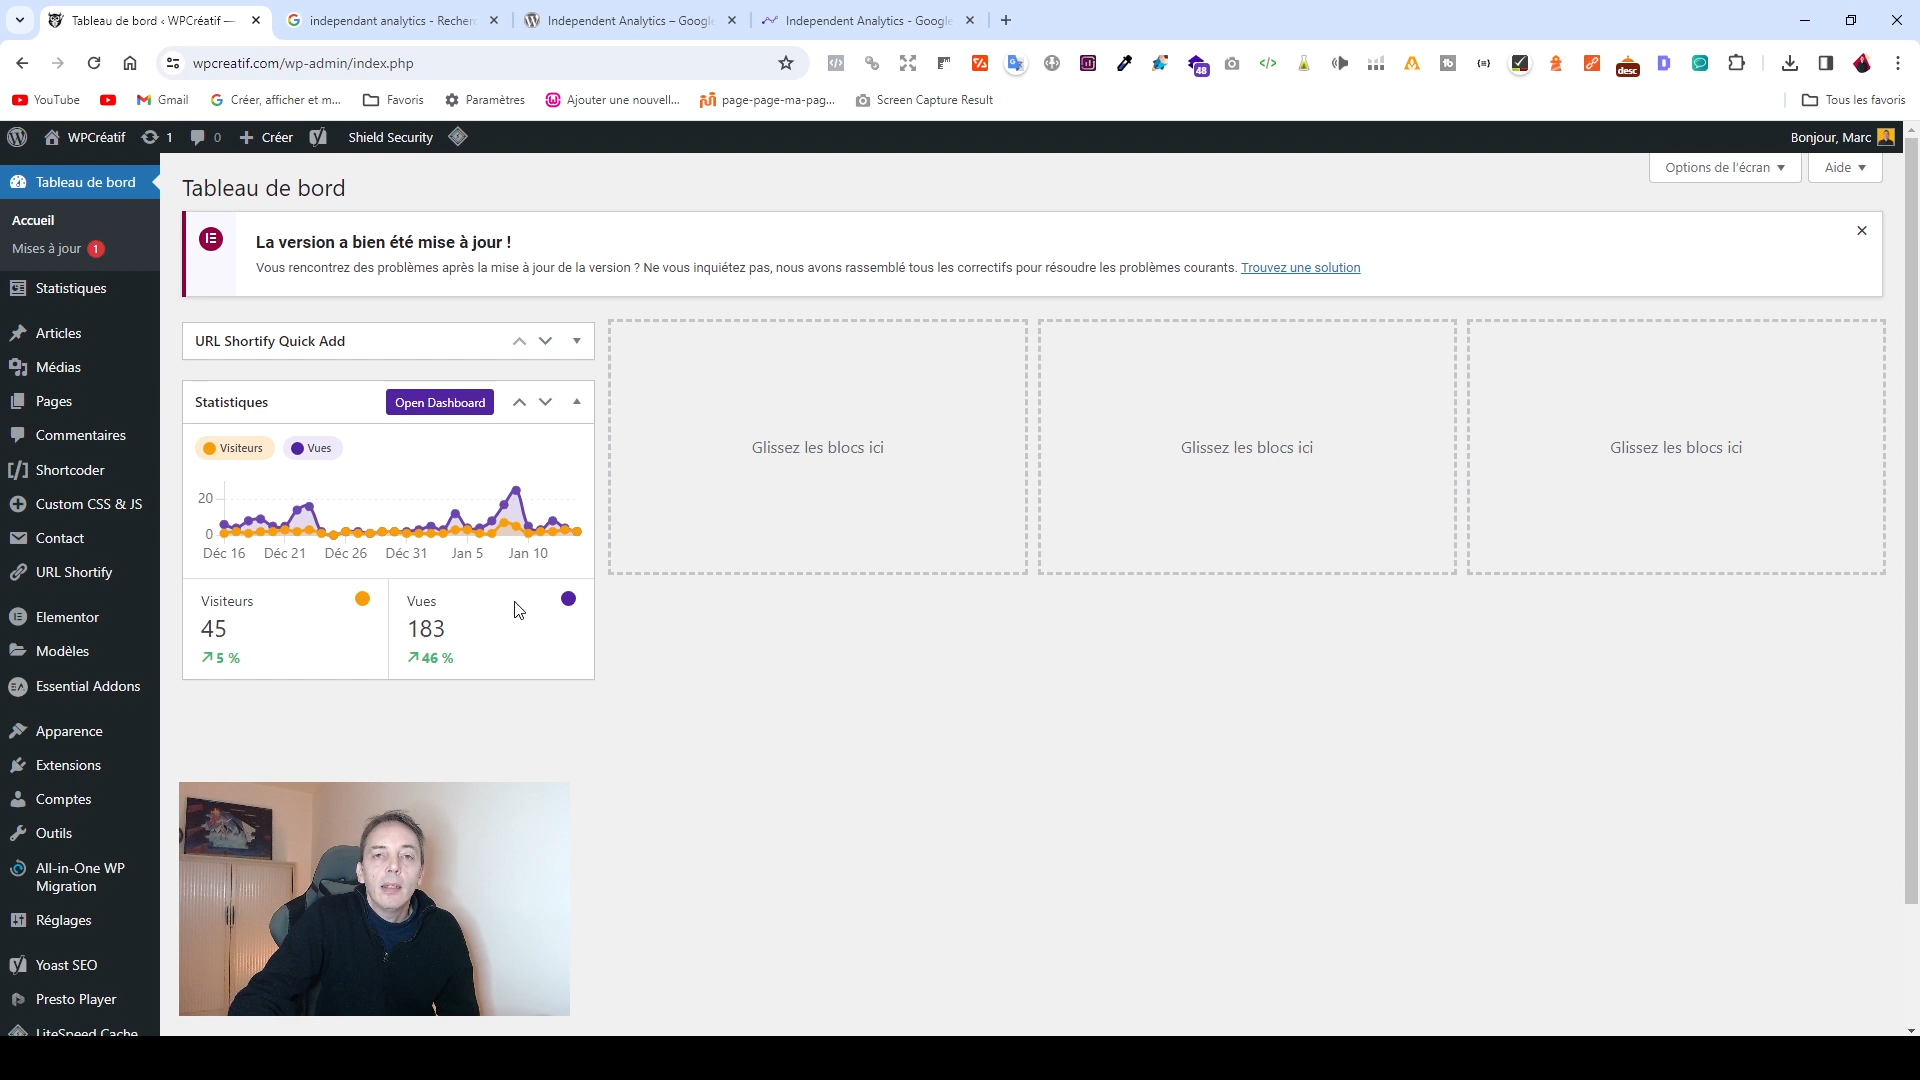 Tableau de bord ‹ WPCréatif —
independant analytics - Recher
Independent Analytics – Google
Independent Analytics - Google
wpcreatif.com/wp-admin/index.php
48
desc
YouTube
Gmail
Créer, afficher et m...
Favoris
Paramètres
Ajouter une nouvell...
page-page-ma-pag...
Screen Capture Result
Tous les favoris
WPCréatif
1
0
Créer
Shield Security
Bonjour, Marc
Tableau de bord
Accueil
Mises à jour 1
Statistiques
Articles
Médias
Pages
Commentaires
Shortcoder
Custom CSS & JS
Contact
URL Shortify
Elementor
Modèles
Essential Addons
Apparence
Extensions
Comptes
Outils
All-in-One WP
Migration
Réglages
Yoast SEO
Presto Player
LiteSpeed Cache
Options de l'écran
Aide
Tableau de bord
La version a bien été mise à jour !
Vous rencontrez des problèmes après la mise à jour de la version ? Ne vous inquiétez pas, nous avons rassemblé tous les correctifs pour résoudre les problèmes courants. Trouvez une solution
URL Shortify Quick Add
Statistiques
Open Dashboard
Visiteurs
Vues
20
0
Déc 16 Déc 21 Déc 26 Déc 31 Jan 5 Jan 10
Visiteurs
45
5 %
Vues
183
46 %
Glissez les blocs ici
Glissez les blocs ici
Glissez les blocs ici